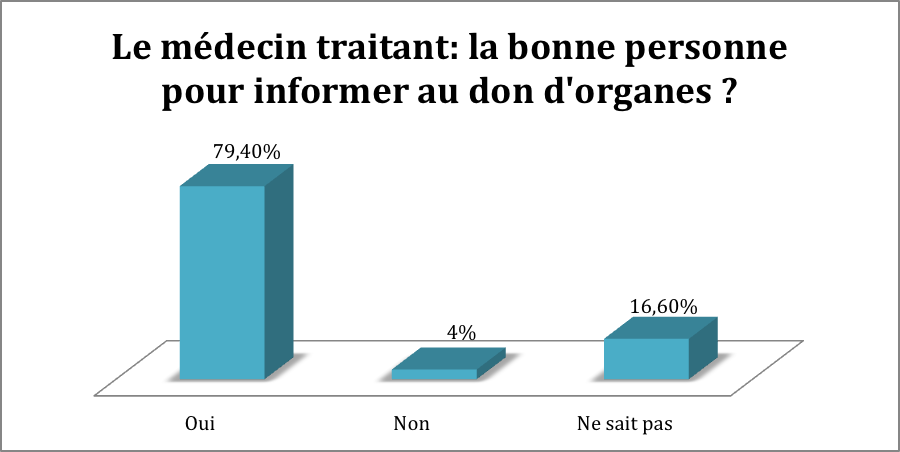 Le médecin traitant: la bonne personne
pour informer au don d'organes ?
79,40%
4%
16,60%
Oui
Non
Ne sait pas